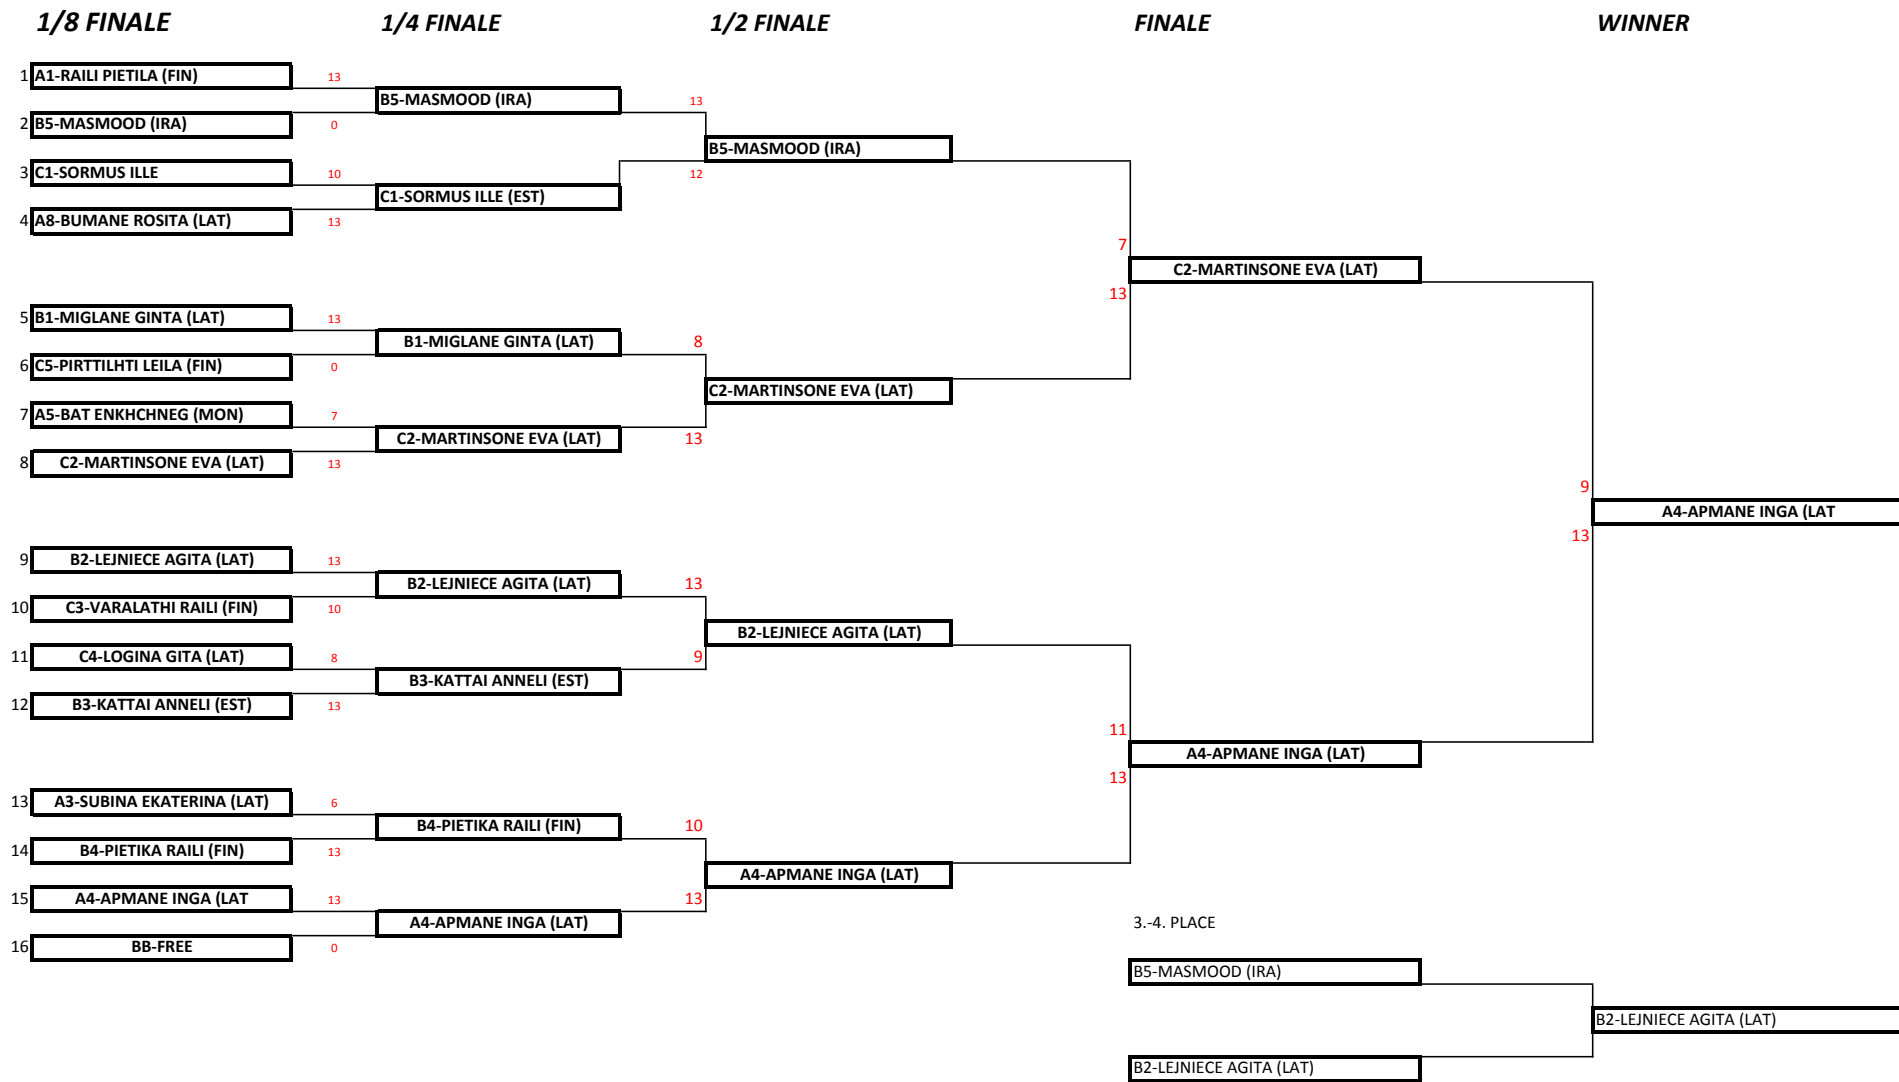 1/8 FINALE 1/4 FINALE 1/2 FINALE FINALE WINNER
1 A1-RAILI PIETILA (FIN) 13
B5-MASMOOD (IRA) 13
2 B5-MASMOOD (IRA) 0
B5-MASMOOD (IRA)
3 C1-SORMUS ILLE 10 12
C1-SORMUS ILLE (EST)
4 A8-BUMANE ROSITA (LAT) 13
7
C2-MARTINSONE EVA (LAT)
13
5 B1-MIGLANE GINTA (LAT) 13
B1-MIGLANE GINTA (LAT) 8
6 C5-PIRTTILHTI LEILA (FIN) 0
C2-MARTINSONE EVA (LAT)
7 A5-BAT ENKHCHNEG (MON) 7
C2-MARTINSONE EVA (LAT) 13
8 C2-MARTINSONE EVA (LAT) 13
9
A4-APMANE INGA (LAT
13
9 B2-LEJNIECE AGITA (LAT) 13
B2-LEJNIECE AGITA (LAT) 13
10 C3-VARALATHI RAILI (FIN) 10
B2-LEJNIECE AGITA (LAT)
11 C4-LOGINA GITA (LAT) 8 9
B3-KATTAI ANNELI (EST)
12 B3-KATTAI ANNELI (EST) 13
11
A4-APMANE INGA (LAT)
13
13 A3-SUBINA EKATERINA (LAT) 6
B4-PIETIKA RAILI (FIN) 10
14 B4-PIETIKA RAILI (FIN) 13
A4-APMANE INGA (LAT)
15 A4-APMANE INGA (LAT 13 13
A4-APMANE INGA (LAT)
3.-4. PLACE
16 BB-FREE 0
B5-MASMOOD (IRA)
B2-LEJNIECE AGITA (LAT)
B2-LEJNIECE AGITA (LAT)